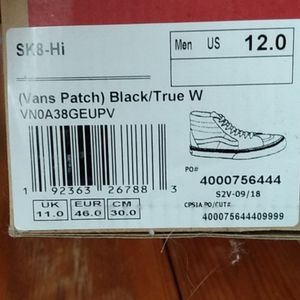 SK8-Hi
Men US 12.0
(Vans Patch) Black/True W
VN0A38GEUPV
1 92363 26788 3
PO#
4000756444
S2V-09/18
CPSIA PO/CUT#
400075644409999
UK EUR CM
11.0 46.0 30.0